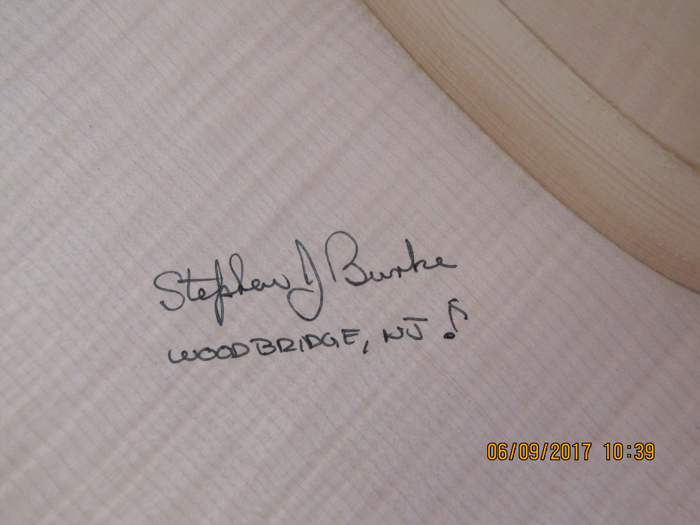 Stephen J Burke
WOODBRIDGE, NJ
06/09/2017 10:39